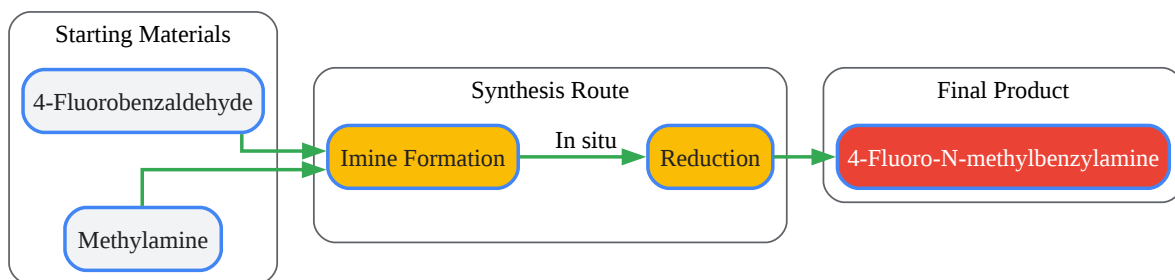 Starting Materials
4-Fluorobenzaldehyde
Methylamine
Synthesis Route
Imine Formation
In situ
Reduction
Final Product
4-Fluoro-N-methylbenzylamine